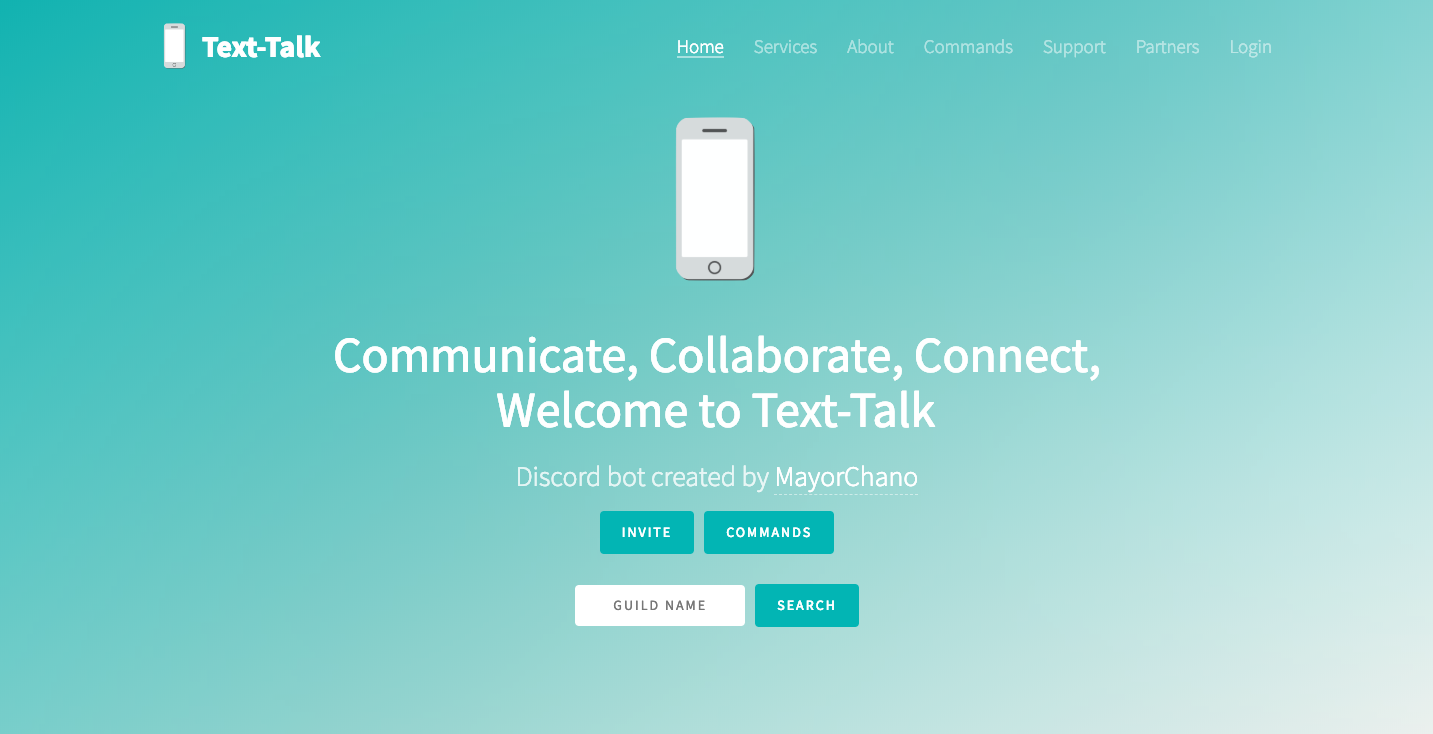 Text-Talk
Home Services About Commands Support Partners Login
Communicate, Collaborate, Connect,
Welcome to Text-Talk
Discord bot created by MayorChano
INVITE COMMANDS
GUILD NAME SEARCH